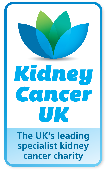 Kidney
Cancer
UK
The UK's leading
specialist kidney
cancer charity